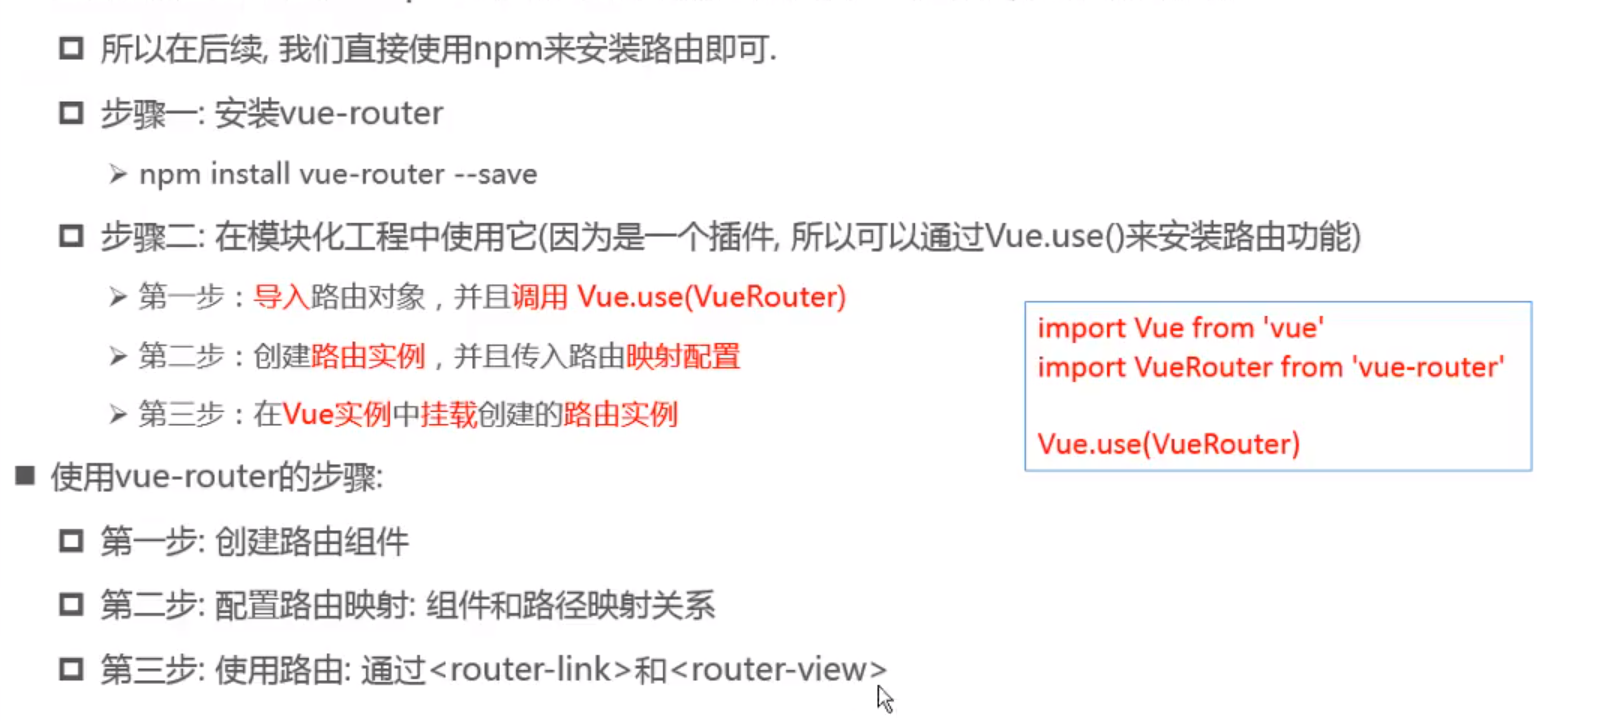 所以在后续, 我们直接使用npm来安装路由即可.
步骤一: 安装vue-router
npm install vue-router --save
步骤二: 在模块化工程中使用它(因为是一个插件, 所以可以通过Vue.use()来安装路由功能)
第一步：导入路由对象，并且调用 Vue.use(VueRouter)
第二步：创建路由实例，并且传入路由映射配置
第三步：在Vue实例中挂载创建的路由实例
import Vue from 'vue'
import VueRouter from 'vue-router'
Vue.use(VueRouter)
使用vue-router的步骤:
第一步: 创建路由组件
第二步: 配置路由映射: 组件和路径映射关系
第三步: 使用路由: 通过<router-link>和<router-view>